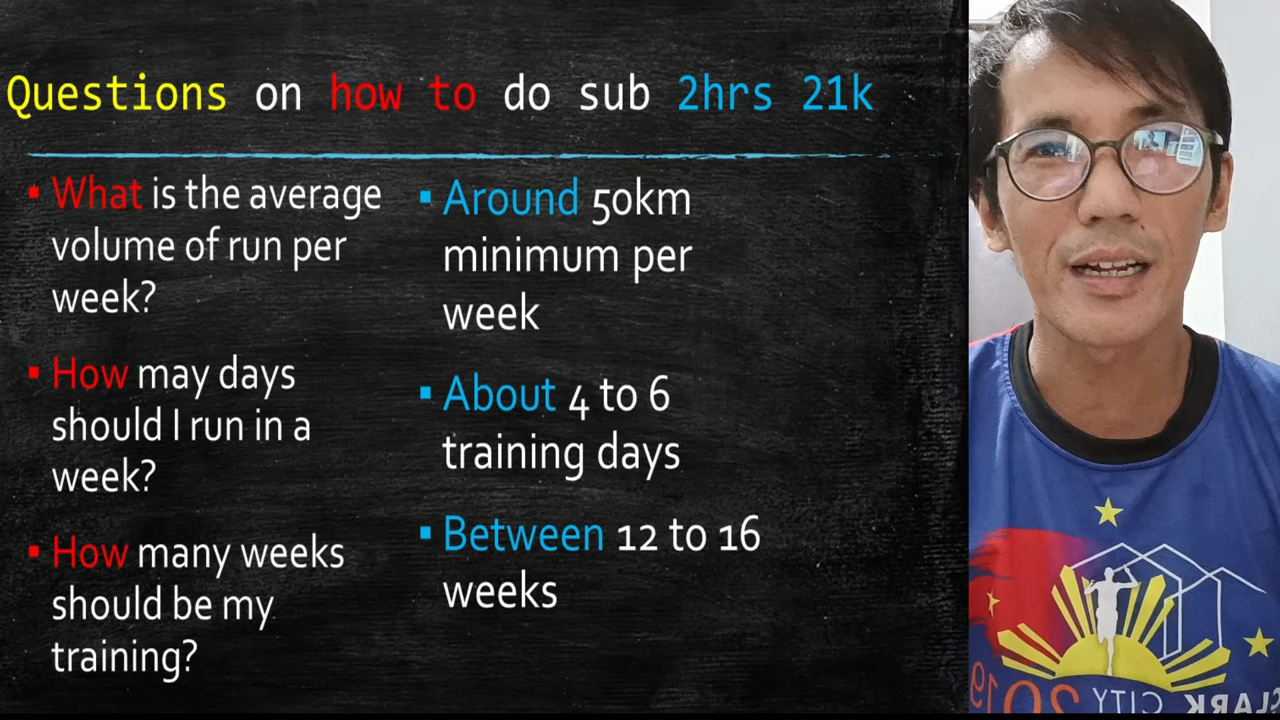 Questions on how to do sub 2hrs 21k
▪ What is the average
volume of run per
week?
▪ How may days
should I run in a
week?
▪ How many weeks
should be my
training?
▪ Around 50km
minimum per
week
▪ About 4 to 6
training days
▪ Between 12 to 16
weeks
2019
CLARK CITY